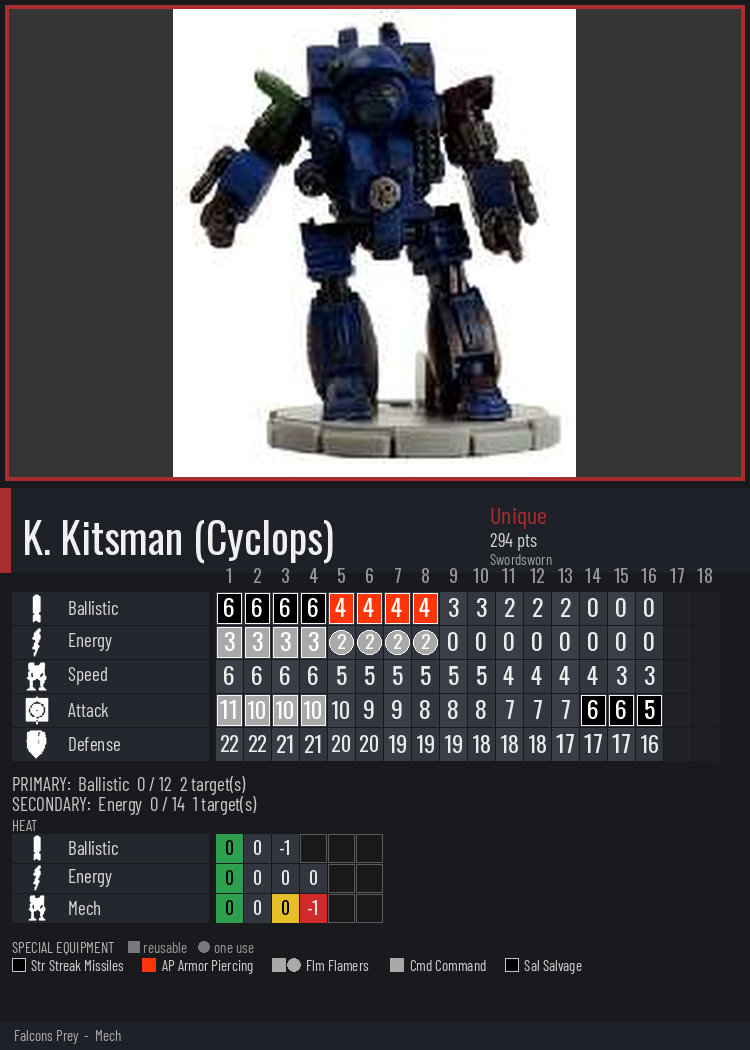 K. Kitsman (Cyclops)
Unique
294 pts
Swordsworn
1 2 3 4 5 6 7 8 9 10 11 12 13 14 15 16 17 18
Ballistic 6 6 6 6 4 4 4 4 3 3 2 2 2 0 0 0
Energy 3 3 3 3 2 2 2 2 0 0 0 0 0 0 0 0
Speed 6 6 6 6 5 5 5 5 5 5 4 4 4 4 3 3
Attack 11 10 10 10 10 9 9 8 8 8 7 7 7 6 6 5
Defense 22 22 21 21 20 20 19 19 19 18 18 18 17 17 17 16
PRIMARY: Ballistic 0 / 12 2 target(s)
SECONDARY: Energy 0 / 14 1 target(s)
HEAT
Ballistic 0 0 -1
Energy 0 0 0 0
Mech 0 0 0 -1
SPECIAL EQUIPMENT reusable one use
Str Streak Missiles AP Armor Piercing Flm Flamers Cmd Command Sal Salvage
Falcons Prey - Mech